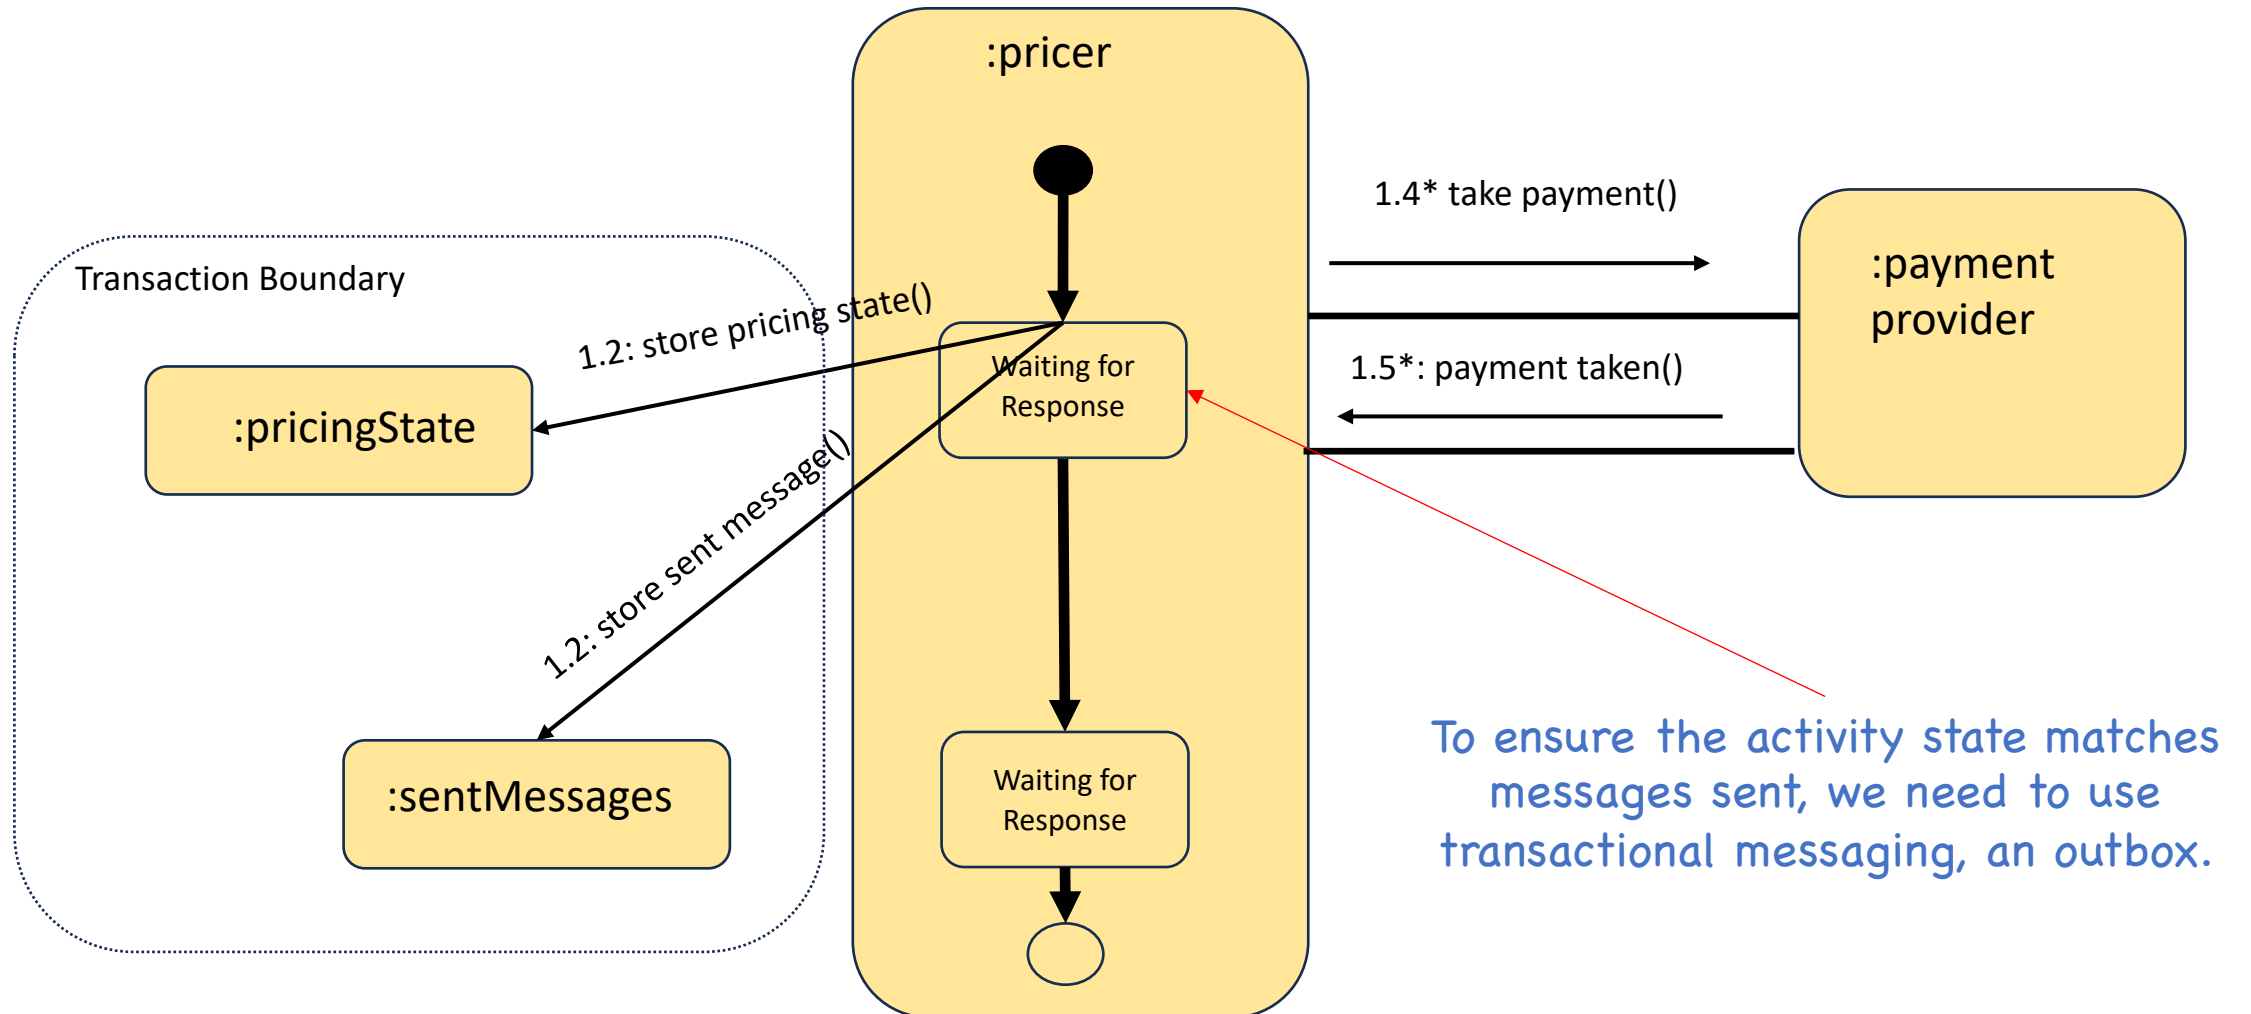 :pricer
1.4* take payment()
:payment
provider
Transaction Boundary
1.2: store pricing state()
Waiting for
Response
1.5*: payment taken()
:pricingState
1.2: store sent message()
To ensure the activity state matches
messages sent, we need to use
transactional messaging, an outbox.
:sentMessages
Waiting for
Response